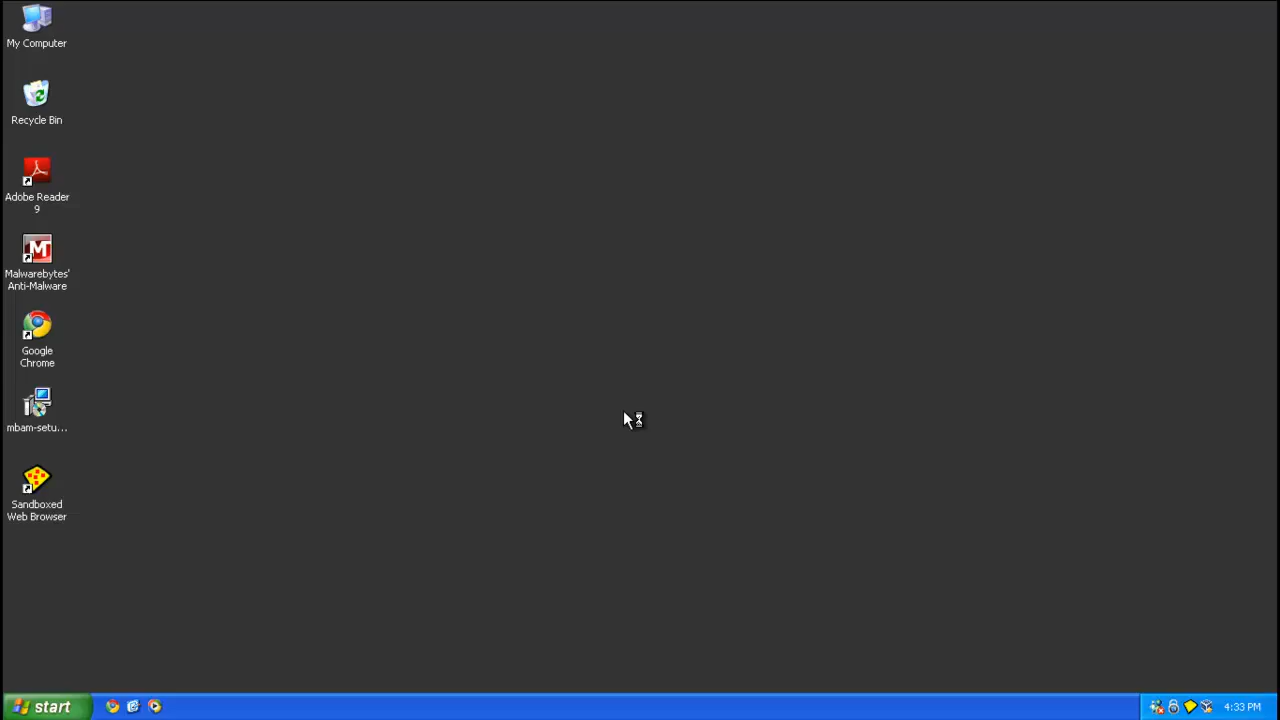 My Computer
Recycle Bin
Adobe Reader
9
Malwarebytes'
Anti-Malware
Google
Chrome
mbam-setu...
Sandboxed
Web Browser
start
4:33 PM